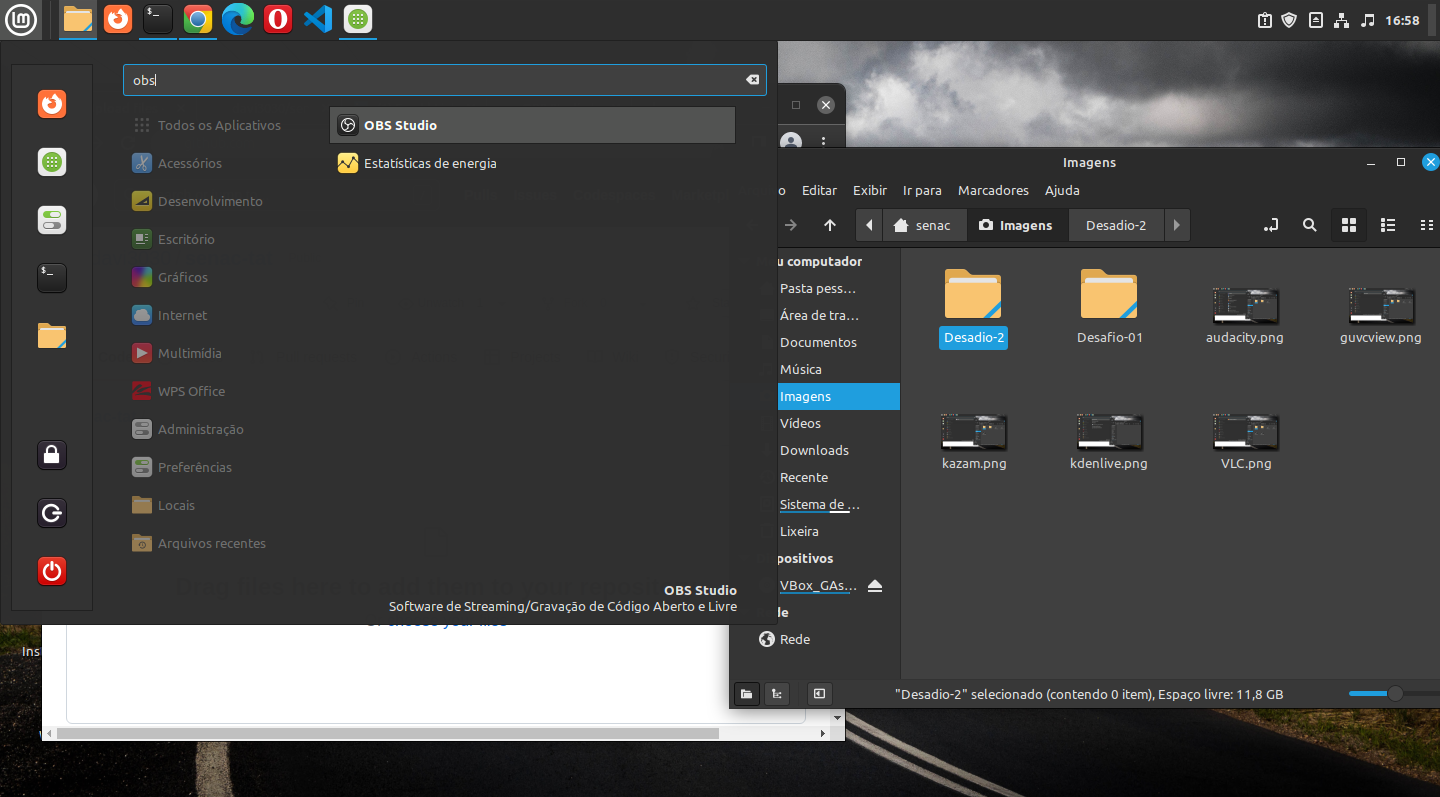 16:58
obs
Todos os Aplicativos
Acessórios
Desenvolvimento
Escritório
Gráficos
Internet
Multimídia
WPS Office
Administração
Preferências
Locais
Arquivos recentes
OBS Studio
Estatísticas de energia
OBS Studio
Software de Streaming/Gravação de Código Aberto e Livre
Ins
Imagens
o Editar Exibir Ir para Marcadores Ajuda
senac Imagens Desadio-2
u computador
Pasta pess...
Área de tra...
Documentos
Música
Imagens
Vídeos
Downloads
Recente
Sistema de ...
Lixeira
positivos
VBox_GAs...
de
Rede
Desadio-2 Desafio-01 audacity.png guvcview.png
kazam.png kdenlive.png VLC.png
"Desadio-2" selecionado (contendo 0 item), Espaço livre: 11,8 GB